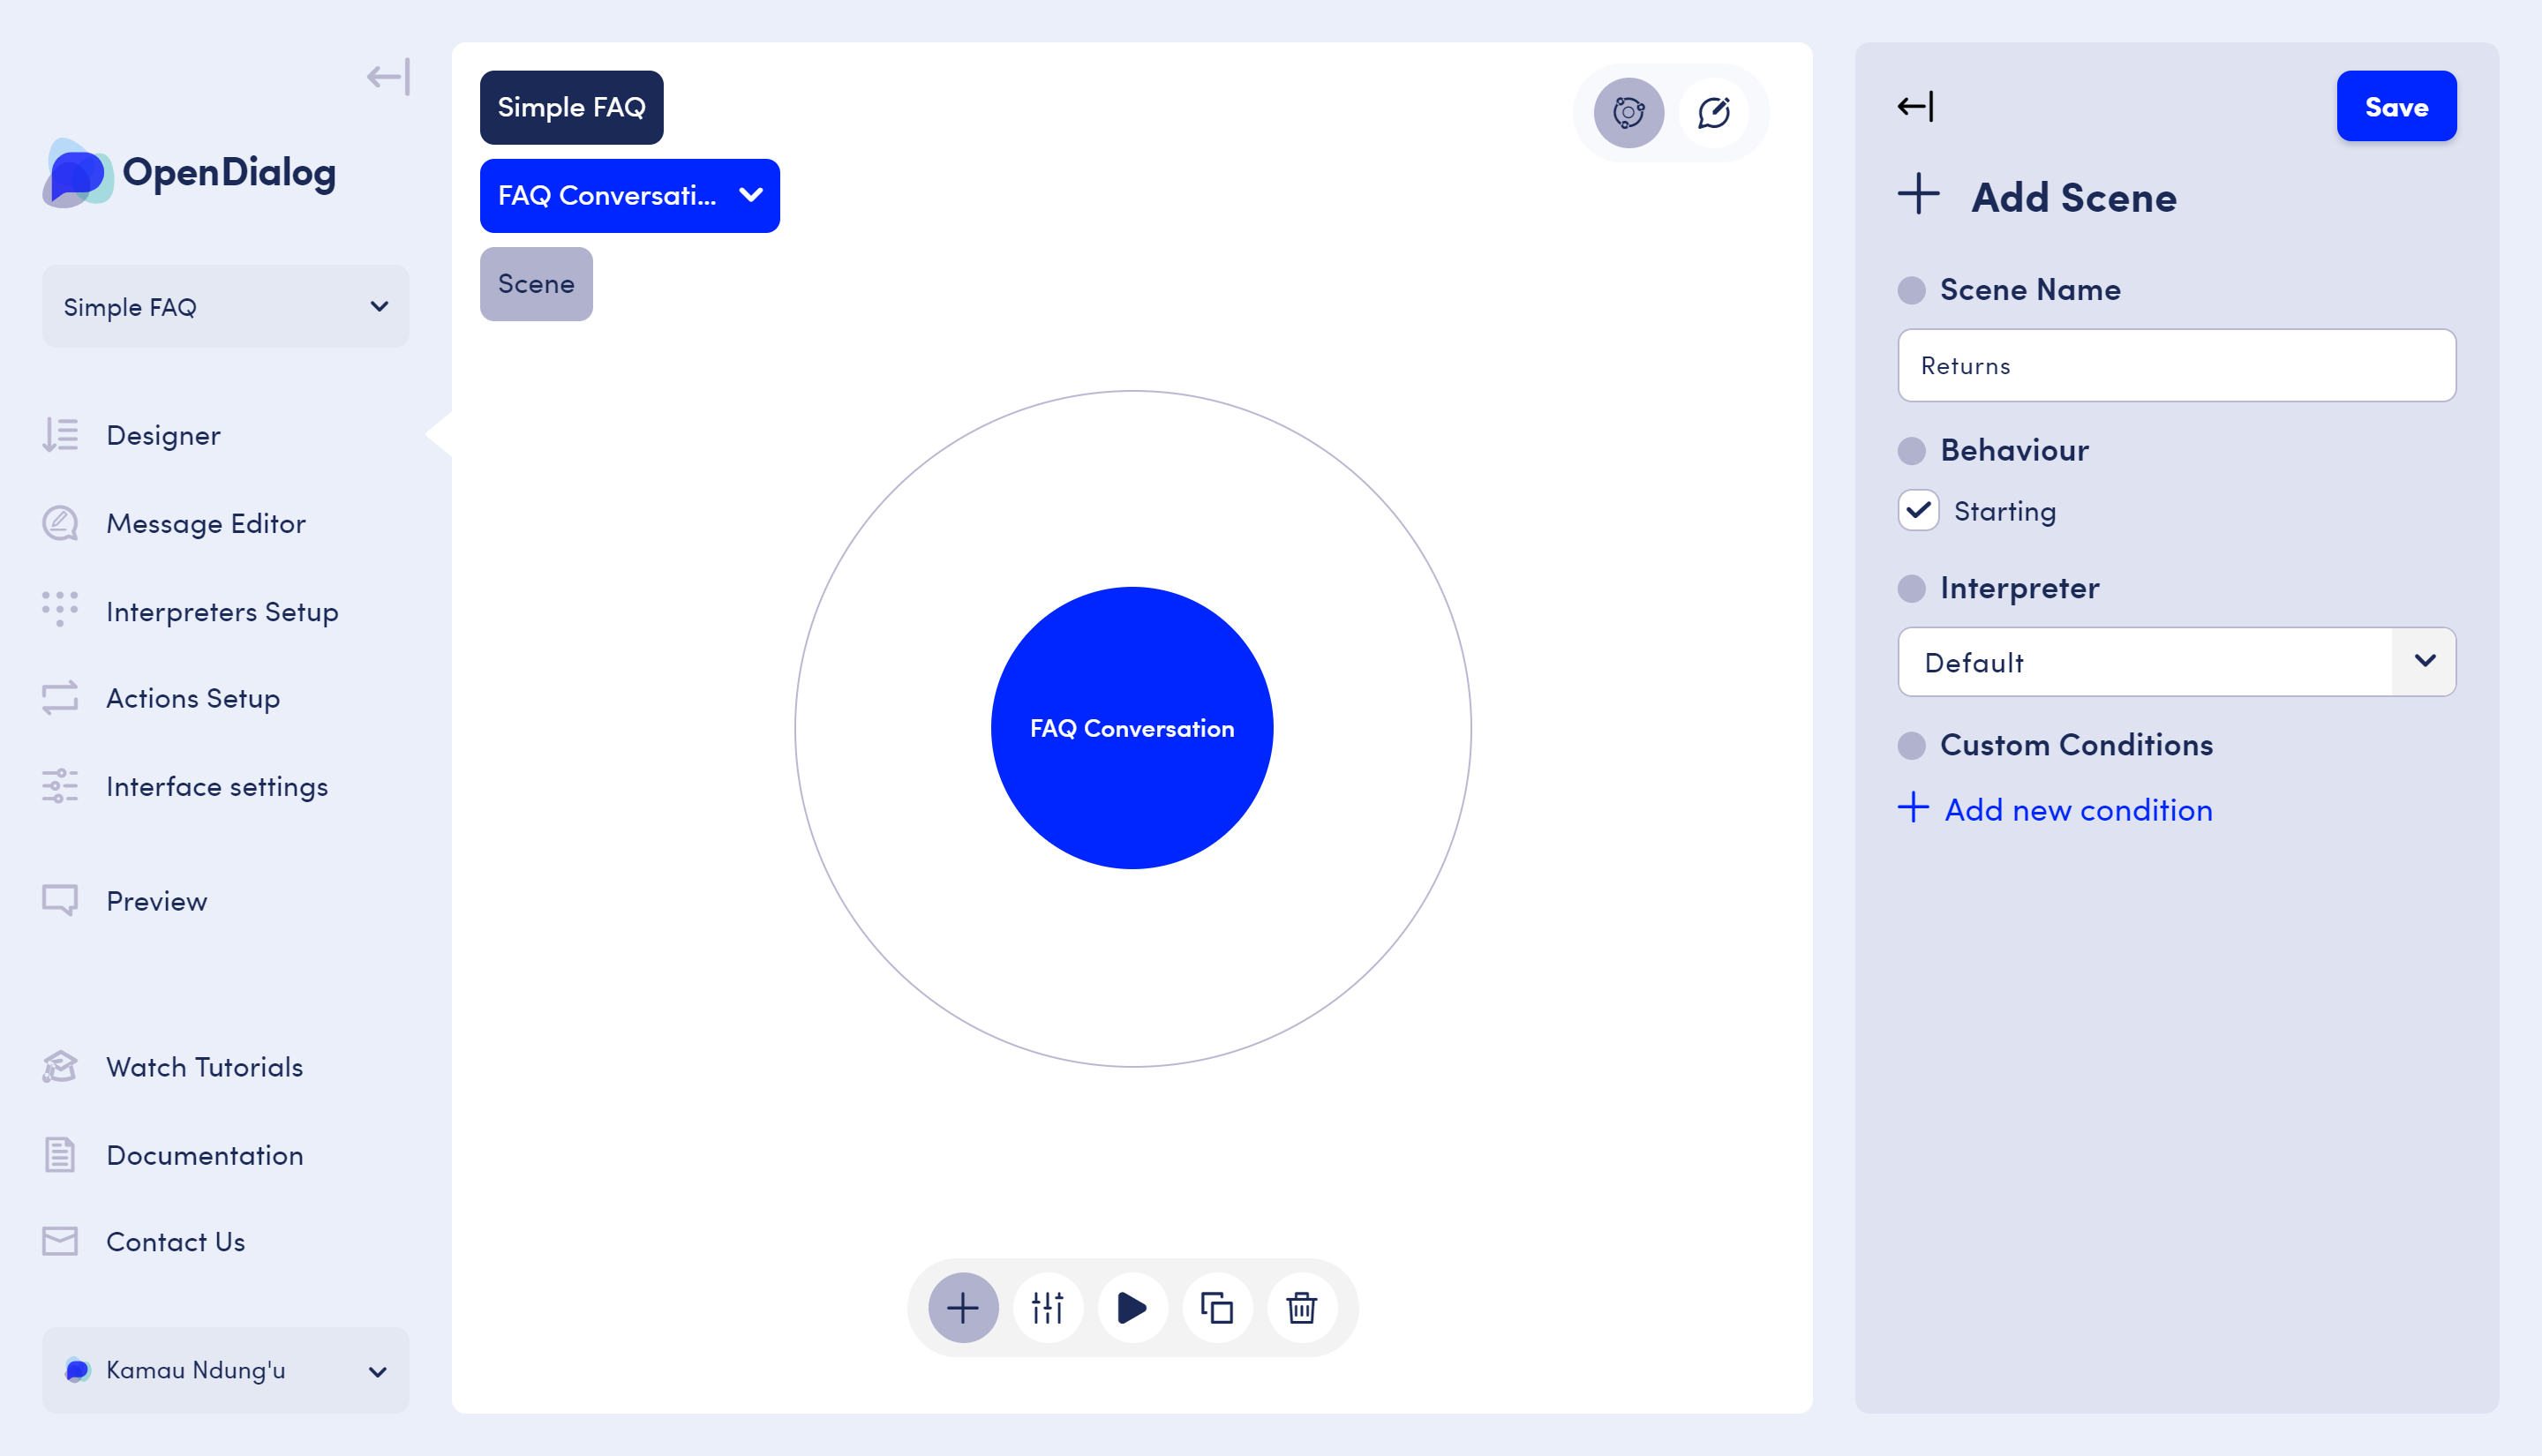 OpenDialog
Simple FAQ
Designer
Message Editor
Interpreters Setup
Actions Setup
Interface settings
Preview
Watch Tutorials
Documentation
Contact Us
Kamau Ndung'u
Simple FAQ
FAQ Conversati...
Scene
FAQ Conversation
Save
Add Scene
Scene Name
Returns
Behaviour
Starting
Interpreter
Default
Custom Conditions
Add new condition